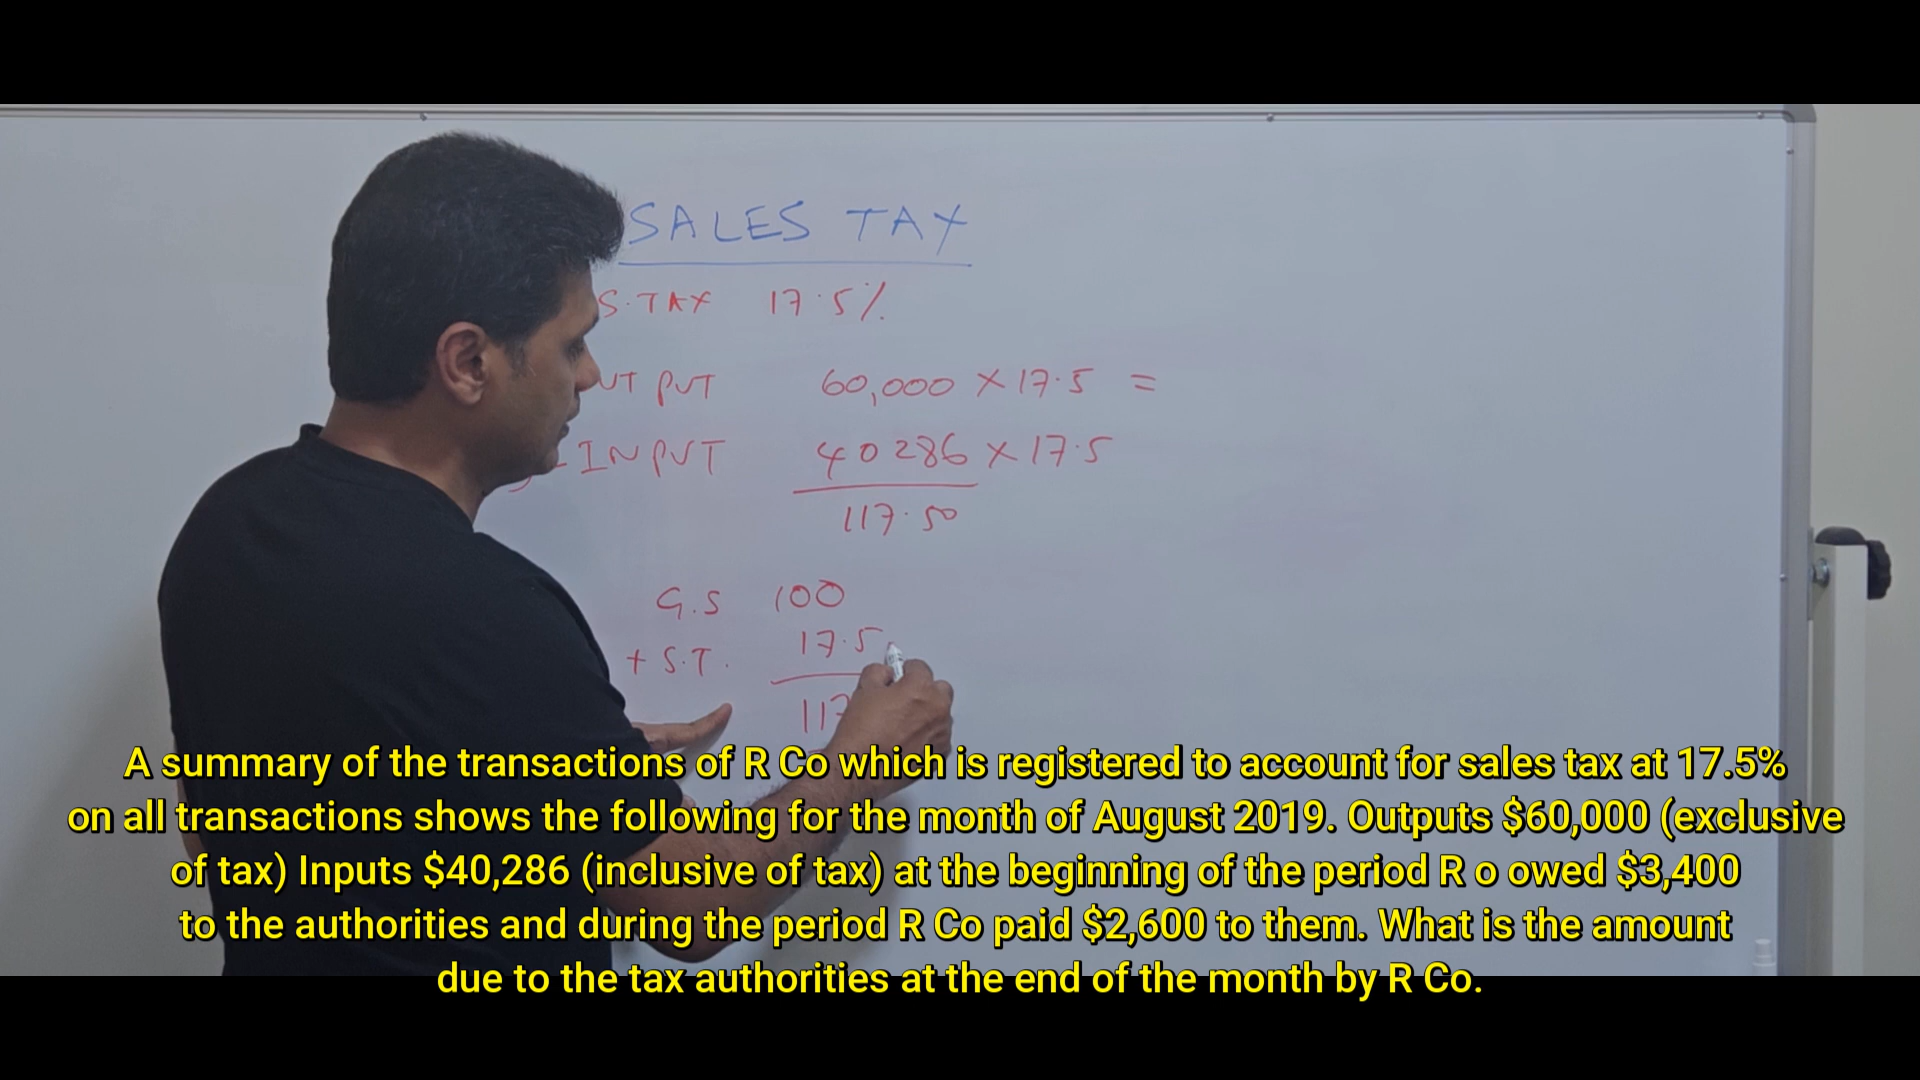 SALES TAX
S.TAX 17.5%
UT PUT 60,000 × 17.5 =
- INPUT 40286 × 17.5
117.50
G.S 100
+ S.T. 17.5
117
A summary of the transactions of R Co which is registered to account for sales tax at 17.5%
on all transactions shows the following for the month of August 2019. Outputs $60,000 (exclusive
of tax) Inputs $40,286 (inclusive of tax) at the beginning of the period R o owed $3,400
to the authorities and during the period R Co paid $2,600 to them. What is the amount
due to the tax authorities at the end of the month by R Co.